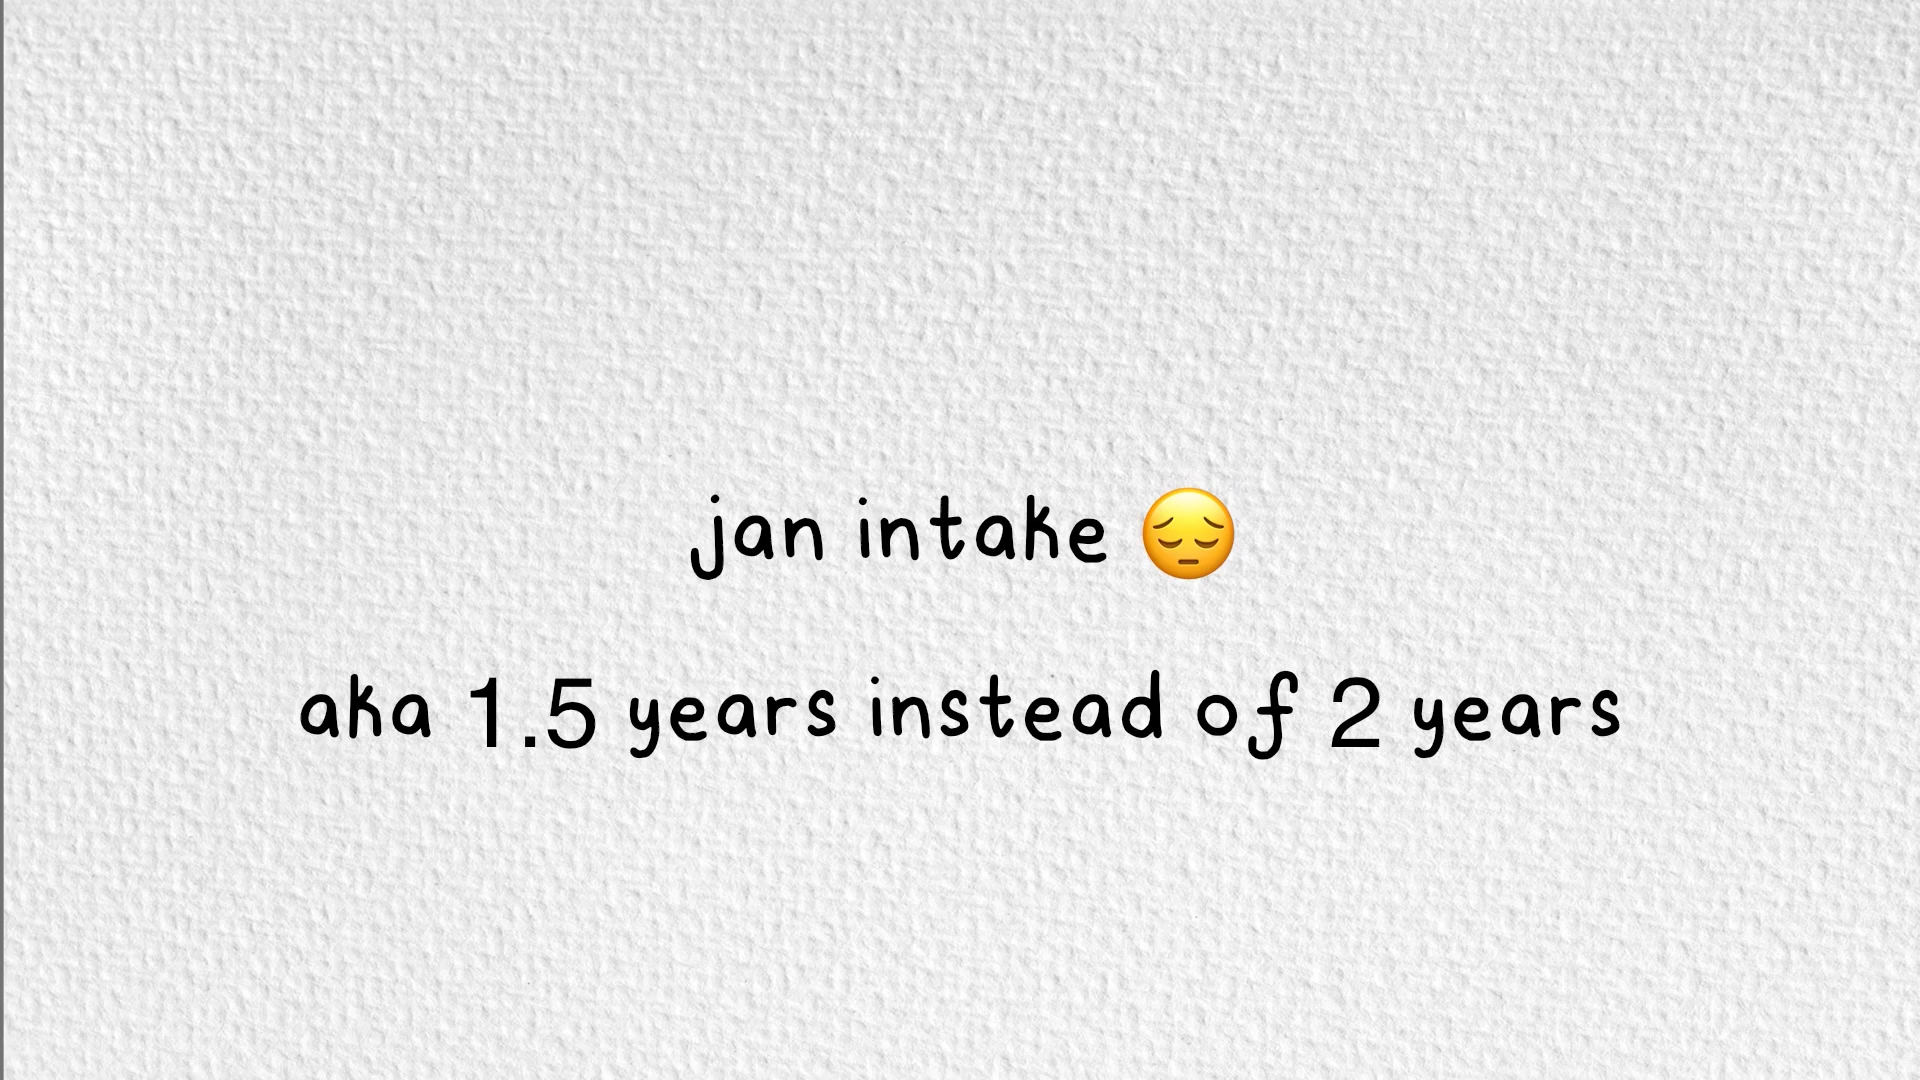 jan intake 😔
aka 1.5 years instead of 2 years